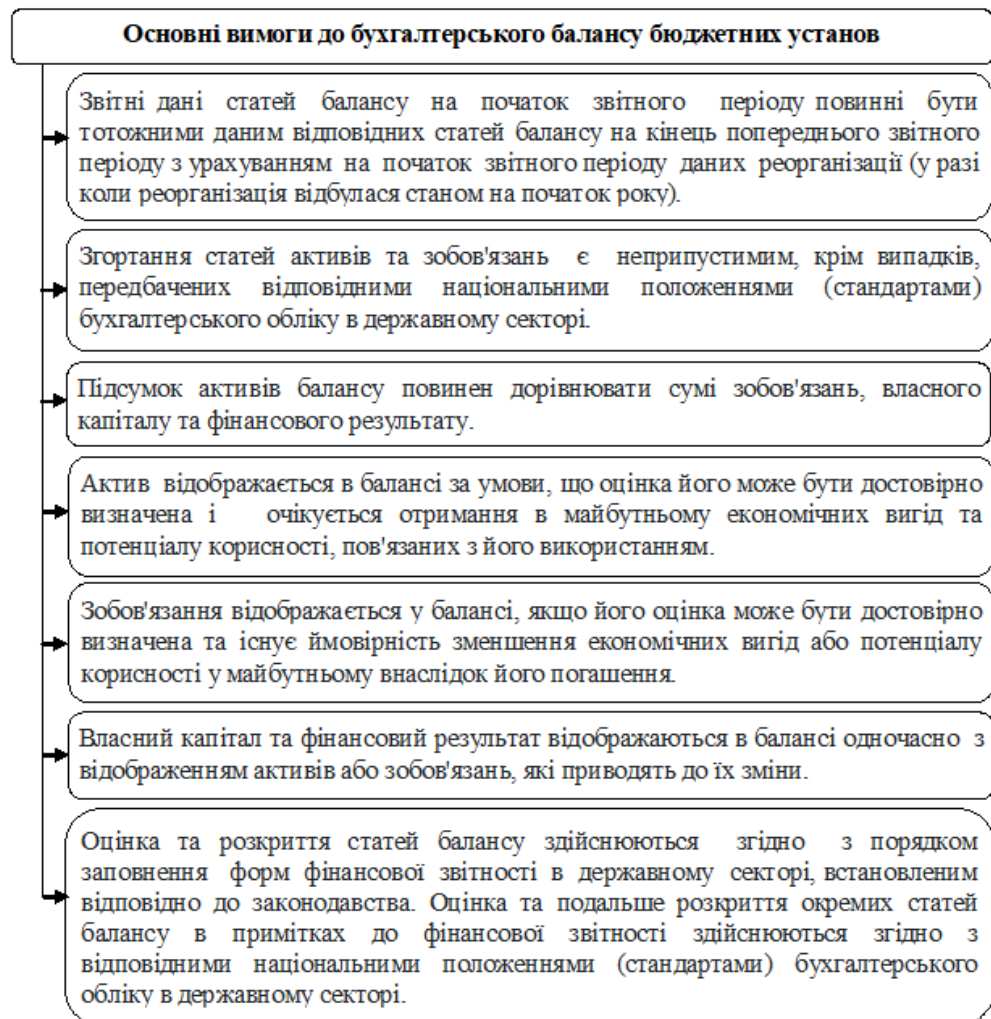 Основні вимоги до бухгалтерського балансу бюджетних установ
Звітні дані статей балансу на початок звітного періоду повинні бути
тотожними даним відповідних статей балансу на кінець попереднього звітного
періоду з урахуванням на початок звітного періоду даних реорганізації (у разі
коли реорганізація відбулася станом на початок року).
Згортання статей активів та зобов'язань є неприпустимим, крім випадків,
передбачених відповідними національними положеннями (стандартами)
бухгалтерського обліку в державному секторі.
Підсумок активів балансу повинен дорівнювати сумі зобов'язань, власного
капіталу та фінансового результату.
Актив відображається в балансі за умови, що оцінка його може бути достовірно
визначена і очікується отримання в майбутньому економічних вигід та
потенціалу корисності, пов'язаних з його використанням.
Зобов'язання відображається у балансі, якщо його оцінка може бути достовірно
визначена та існує ймовірність зменшення економічних вигід або потенціалу
корисності у майбутньому внаслідок його погашення.
Власний капітал та фінансовий результат відображаються в балансі одночасно з
відображенням активів або зобов'язань, які приводять до їх зміни.
Оцінка та розкриття статей балансу здійснюються згідно з порядком
заповнення форм фінансової звітності в державному секторі, встановленим
відповідно до законодавства. Оцінка та подальше розкриття окремих статей
балансу в примітках до фінансової звітності здійснюються згідно з
відповідними національними положеннями (стандартами) бухгалтерського
обліку в державному секторі.